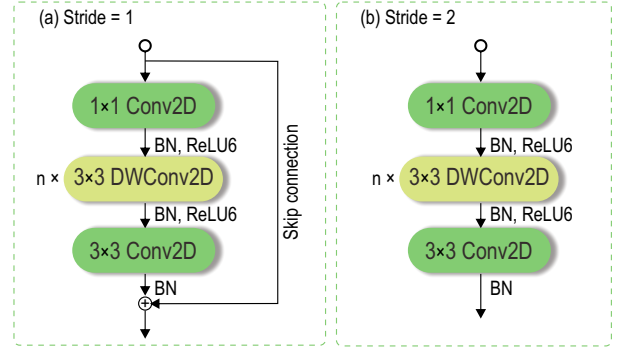 (a) Stride = 1
1×1 Conv2D
BN, ReLU6
n × 3×3 DWConv2D
BN, ReLU6
3×3 Conv2D
BN
+
Skip connection
(b) Stride = 2
1×1 Conv2D
BN, ReLU6
n × 3×3 DWConv2D
BN, ReLU6
3×3 Conv2D
BN